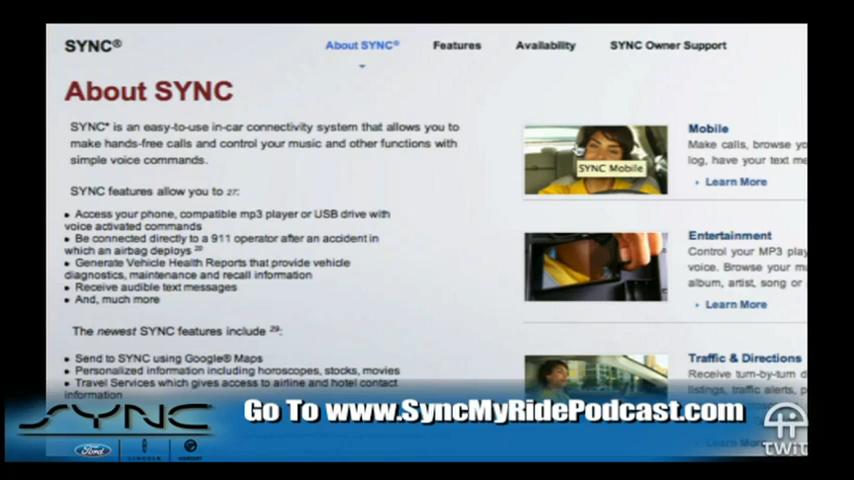 SYNC®
About SYNC®
Features
Availability
SYNC Owner Support
About SYNC
SYNC* is an easy-to-use in-car connectivity system that allows you to
make hands-free calls and control your music and other functions with
simple voice commands.
SYNC features allow you to 27:
• Access your phone, compatible mp3 player or USB drive with
voice activated commands
• Be connected directly to a 911 operator after an accident in
which an airbag deploys 28
• Generate Vehicle Health Reports that provide vehicle
diagnostics, maintenance and recall information
• Receive audible text messages
• And, much more
The newest SYNC features include 29:
• Send to SYNC using Google® Maps
• Personalized information including horoscopes, stocks, movies
• Travel Services which gives access to airline and hotel contact
information
SYNC Mobile
Mobile
Make calls, browse yo
log, have your text me
Learn More
Entertainment
Control your MP3 play
voice. Browse your mu
album, artist, song or
Learn More
Traffic & Directions
Receive turn-by-turn d
listings, traffic alerts, p
Learn More
SYNC
Ford
LINCOLN
Go To www.SyncMyRidePodcast.com
TWiT